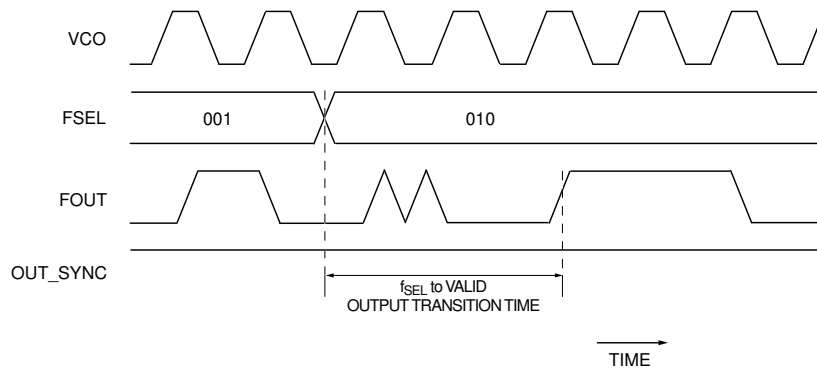 VCO
FSEL
001
010
FOUT
OUT_SYNC
fSEL to VALID
OUTPUT TRANSITION TIME
TIME